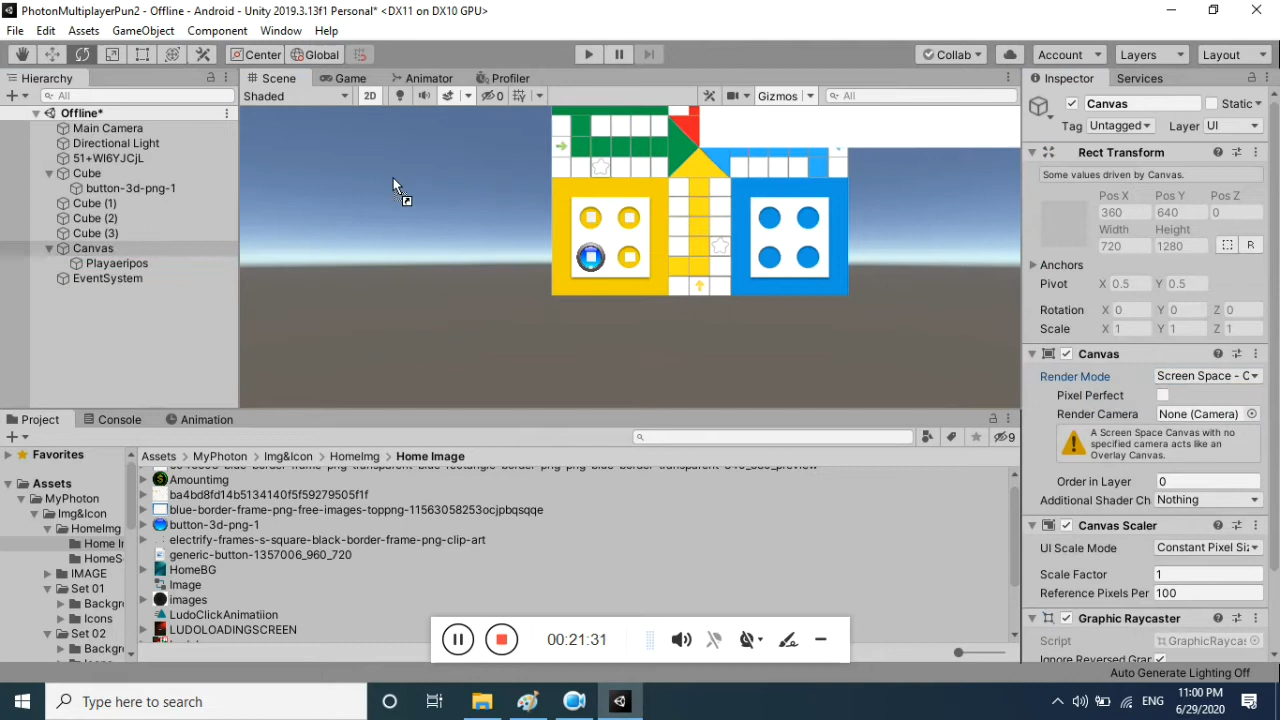 PhotonMultiplayerPun2 - Offline - Android - Unity 2019.3.13f1 Personal* <DX11 on DX10 GPU>
File Edit Assets GameObject Component Window Help
Center Global Collab Account Layers Layout
Hierarchy Scene Game Animator Profiler Inspector Services
All Shaded 2D 0 Gizmos All Canvas Static
Offline*
Main Camera
Directional Light
51+WI6YJCjL
Cube
button-3d-png-1
Cube (1)
Cube (2)
Cube (3)
Canvas
Playaeripos
EventSystem
Tag Untagged Layer UI
Rect Transform
Some values driven by Canvas.
Pos X Pos Y Pos Z
360 640 0
Width Height
720 1280 R
Anchors
Pivot X 0.5 Y 0.5
Rotation X 0 Y 0 Z 0
Scale X 1 Y 1 Z 1
Canvas
Render Mode Screen Space - C
Pixel Perfect
Render Camera None (Camera)
A Screen Space Canvas with no
specified camera acts like an
Overlay Canvas.
Order in Layer 0
Additional Shader Ch Nothing
Canvas Scaler
UI Scale Mode Constant Pixel Siz
Scale Factor 1
Reference Pixels Per 100
Graphic Raycaster
Script GraphicRaycas
Ignore Reversed Grap
Auto Generate Lighting Off
Project Console Animation
9
Favorites
Assets
MyPhoton
Img&Icon
HomeImg
Home Ir
HomeS
IMAGE
Set 01
Backgr
Icons
Set 02
Backgr
Assets > MyPhoton > Img&Icon > HomeImg > Home Image
Amountimg
ba4bd8fd14b5134140f5f59279505f1f
blue-border-frame-png-free-images-toppng-11563058253ocjpbqsqqe
button-3d-png-1
electrify-frames-s-square-black-border-frame-png-clip-art
generic-button-1357006_960_720
HomeBG
Image
images
LudoClickAnimatiion
LUDOLOADINGSCREEN
00:21:31
Type here to search
ENG
11:00 PM
6/29/2020